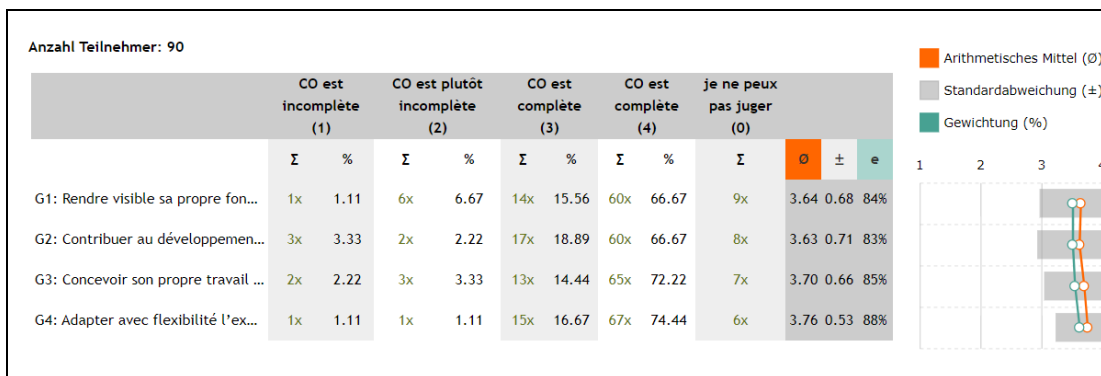 Anzahl Teilnehmer: 90
CO est incomplète (1) CO est plutôt incomplète (2) CO est complète (3) CO est complète (4) je ne peux pas juger (0)
Σ % Σ % Σ % Σ % Σ Ø ± e
G1: Rendre visible sa propre fon... 1x 1.11 6x 6.67 14x 15.56 60x 66.67 9x 3.64 0.68 84%
G2: Contribuer au développemen... 3x 3.33 2x 2.22 17x 18.89 60x 66.67 8x 3.63 0.71 83%
G3: Concevoir son propre travail ... 2x 2.22 3x 3.33 13x 14.44 65x 72.22 7x 3.70 0.66 85%
G4: Adapter avec flexibilité l'ex... 1x 1.11 1x 1.11 15x 16.67 67x 74.44 6x 3.76 0.53 88%
Arithmetisches Mittel (Ø)
Standardabweichung (±)
Gewichtung (%)
1 2 3 4